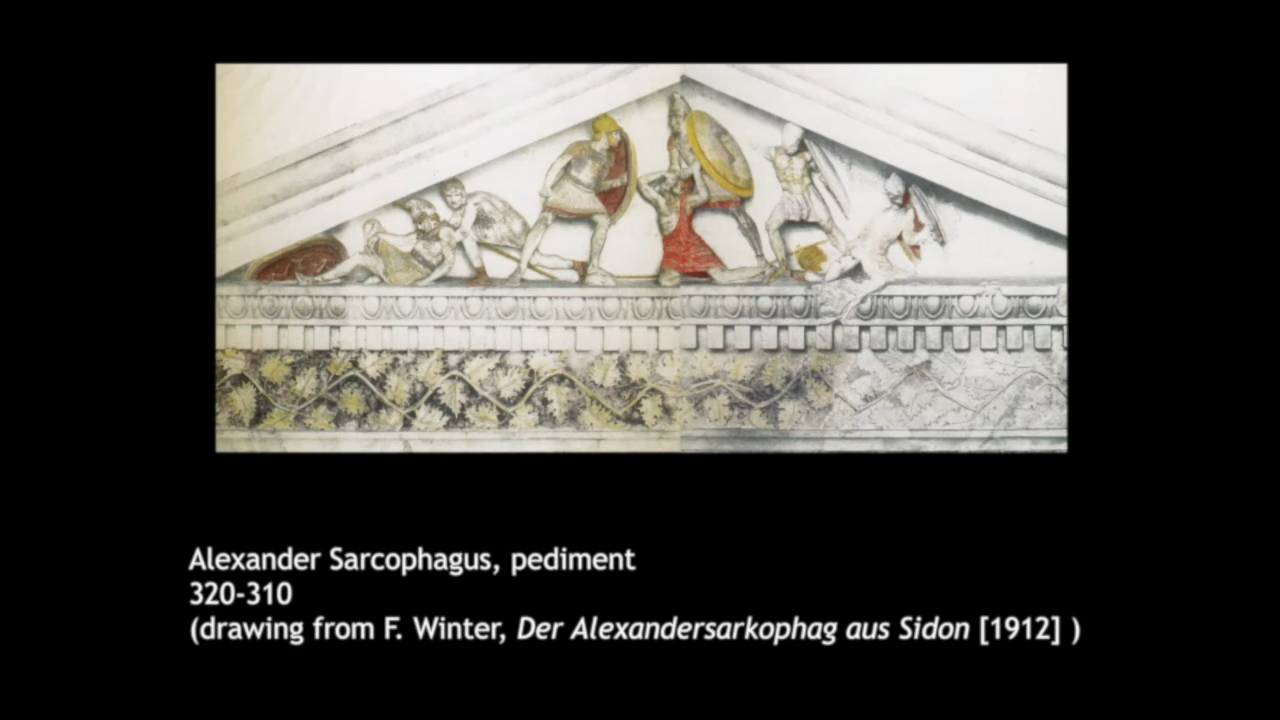 Alexander Sarcophagus, pediment
320-310
(drawing from F. Winter, Der Alexandersarkophag aus Sidon [1912] )